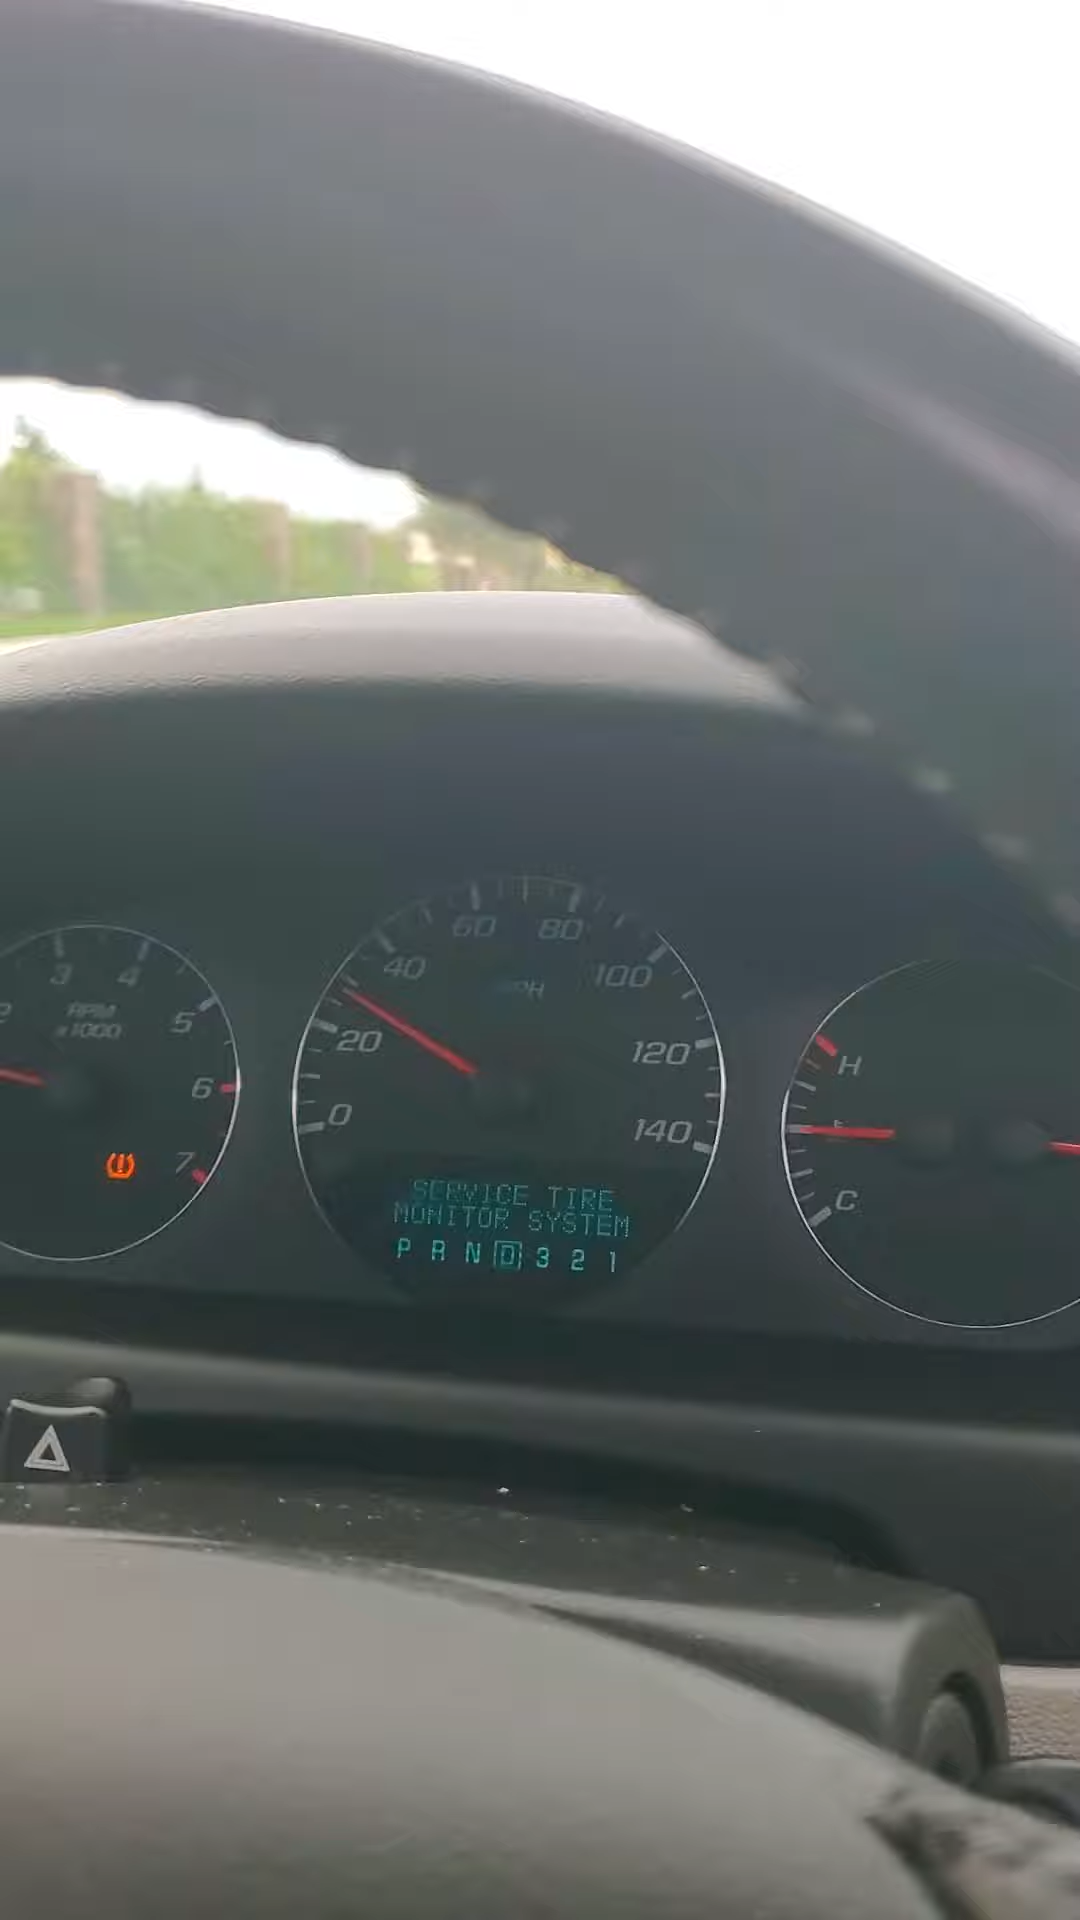 3 4
5
RPM
x1000
6
7
60 80
40 100
20 120
0 140
SERVICE TIRE
MONITOR SYSTEM
P R N D 3 2 1
H
C